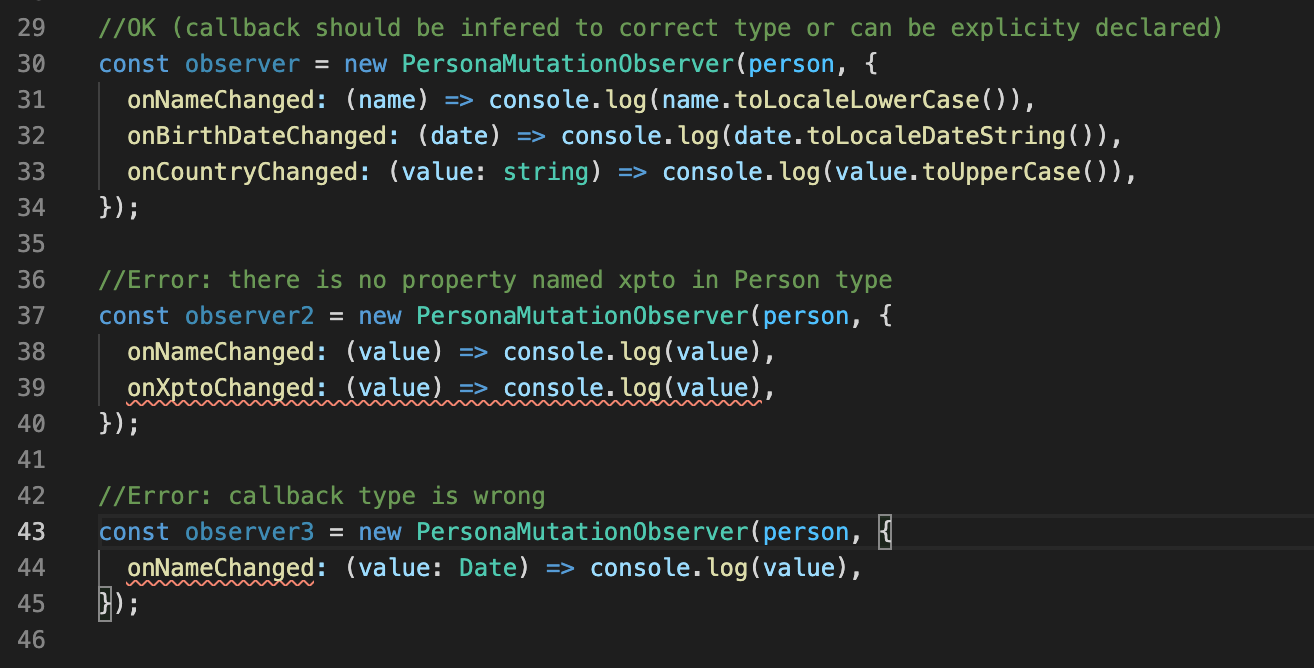 29 //OK (callback should be infered to correct type or can be explicity declared)
30 const observer = new PersonaMutationObserver(person, {
31   onNameChanged: (name) => console.log(name.toLocaleLowerCase()),
32   onBirthDateChanged: (date) => console.log(date.toLocaleDateString()),
33   onCountryChanged: (value: string) => console.log(value.toUpperCase()),
34 });
35
36 //Error: there is no property named xpto in Person type
37 const observer2 = new PersonaMutationObserver(person, {
38   onNameChanged: (value) => console.log(value),
39   onXptoChanged: (value) => console.log(value),
40 });
41
42 //Error: callback type is wrong
43 const observer3 = new PersonaMutationObserver(person, {
44   onNameChanged: (value: Date) => console.log(value),
45 });
46